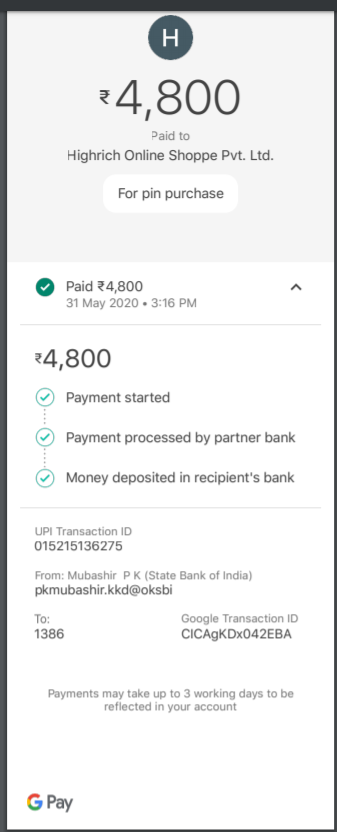 H
₹4,800
Paid to
Highrich Online Shoppe Pvt. Ltd.
For pin purchase
Paid ₹4,800
31 May 2020 • 3:16 PM
₹4,800
Payment started
Payment processed by partner bank
Money deposited in recipient's bank
UPI Transaction ID
015215136275
From: Mubashir P K (State Bank of India)
pkmubashir.kkd@oksbi
To:
1386
Google Transaction ID
CICAgKDx042EBA
Payments may take up to 3 working days to be
reflected in your account
G Pay